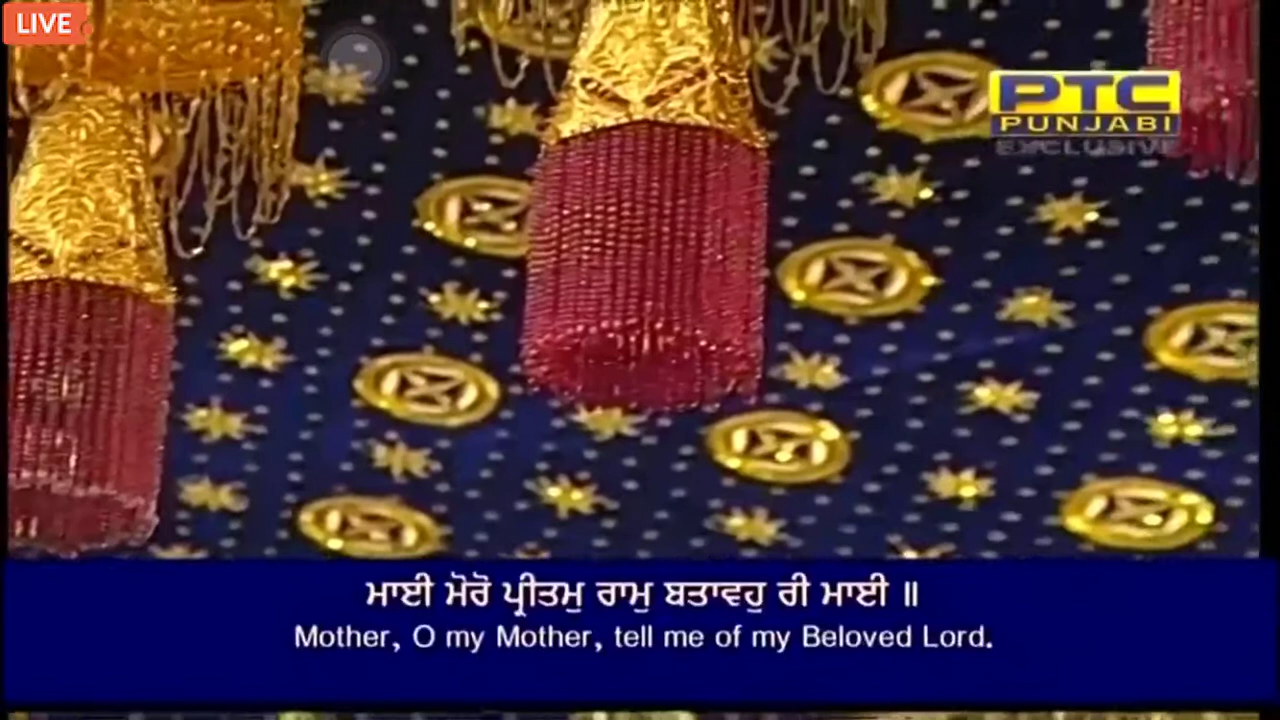 LIVE
PTC
PUNJABI
EXCLUSIVE
ਮਾਈ ਮੋਰੋ ਪ੍ਰੀਤਮੁ ਰਾਮੁ ਬਤਾਵਹੁ ਰੀ ਮਾਈ ॥
Mother, O my Mother, tell me of my Beloved Lord.